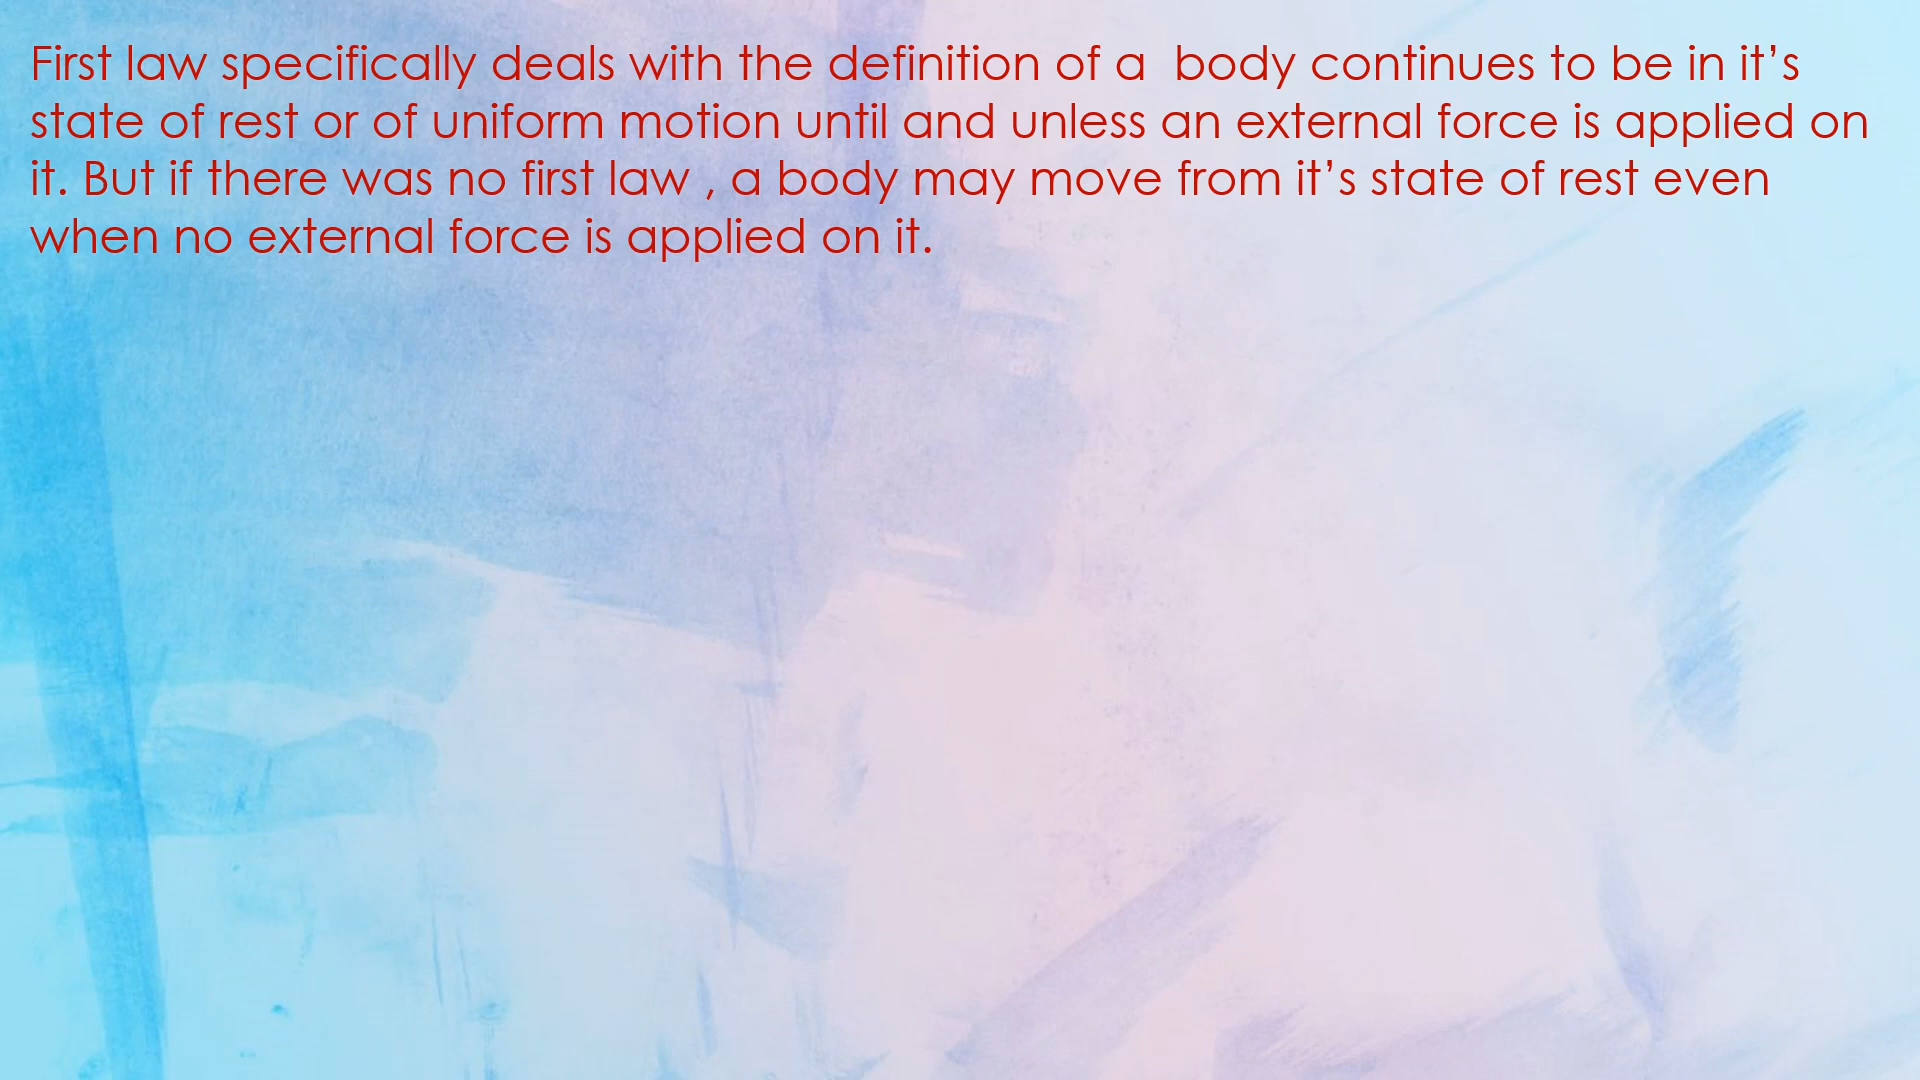 First law specifically deals with the definition of a  body continues to be in it’s
state of rest or of uniform motion until and unless an external force is applied on
it. But if there was no first law , a body may move from it’s state of rest even
when no external force is applied on it.